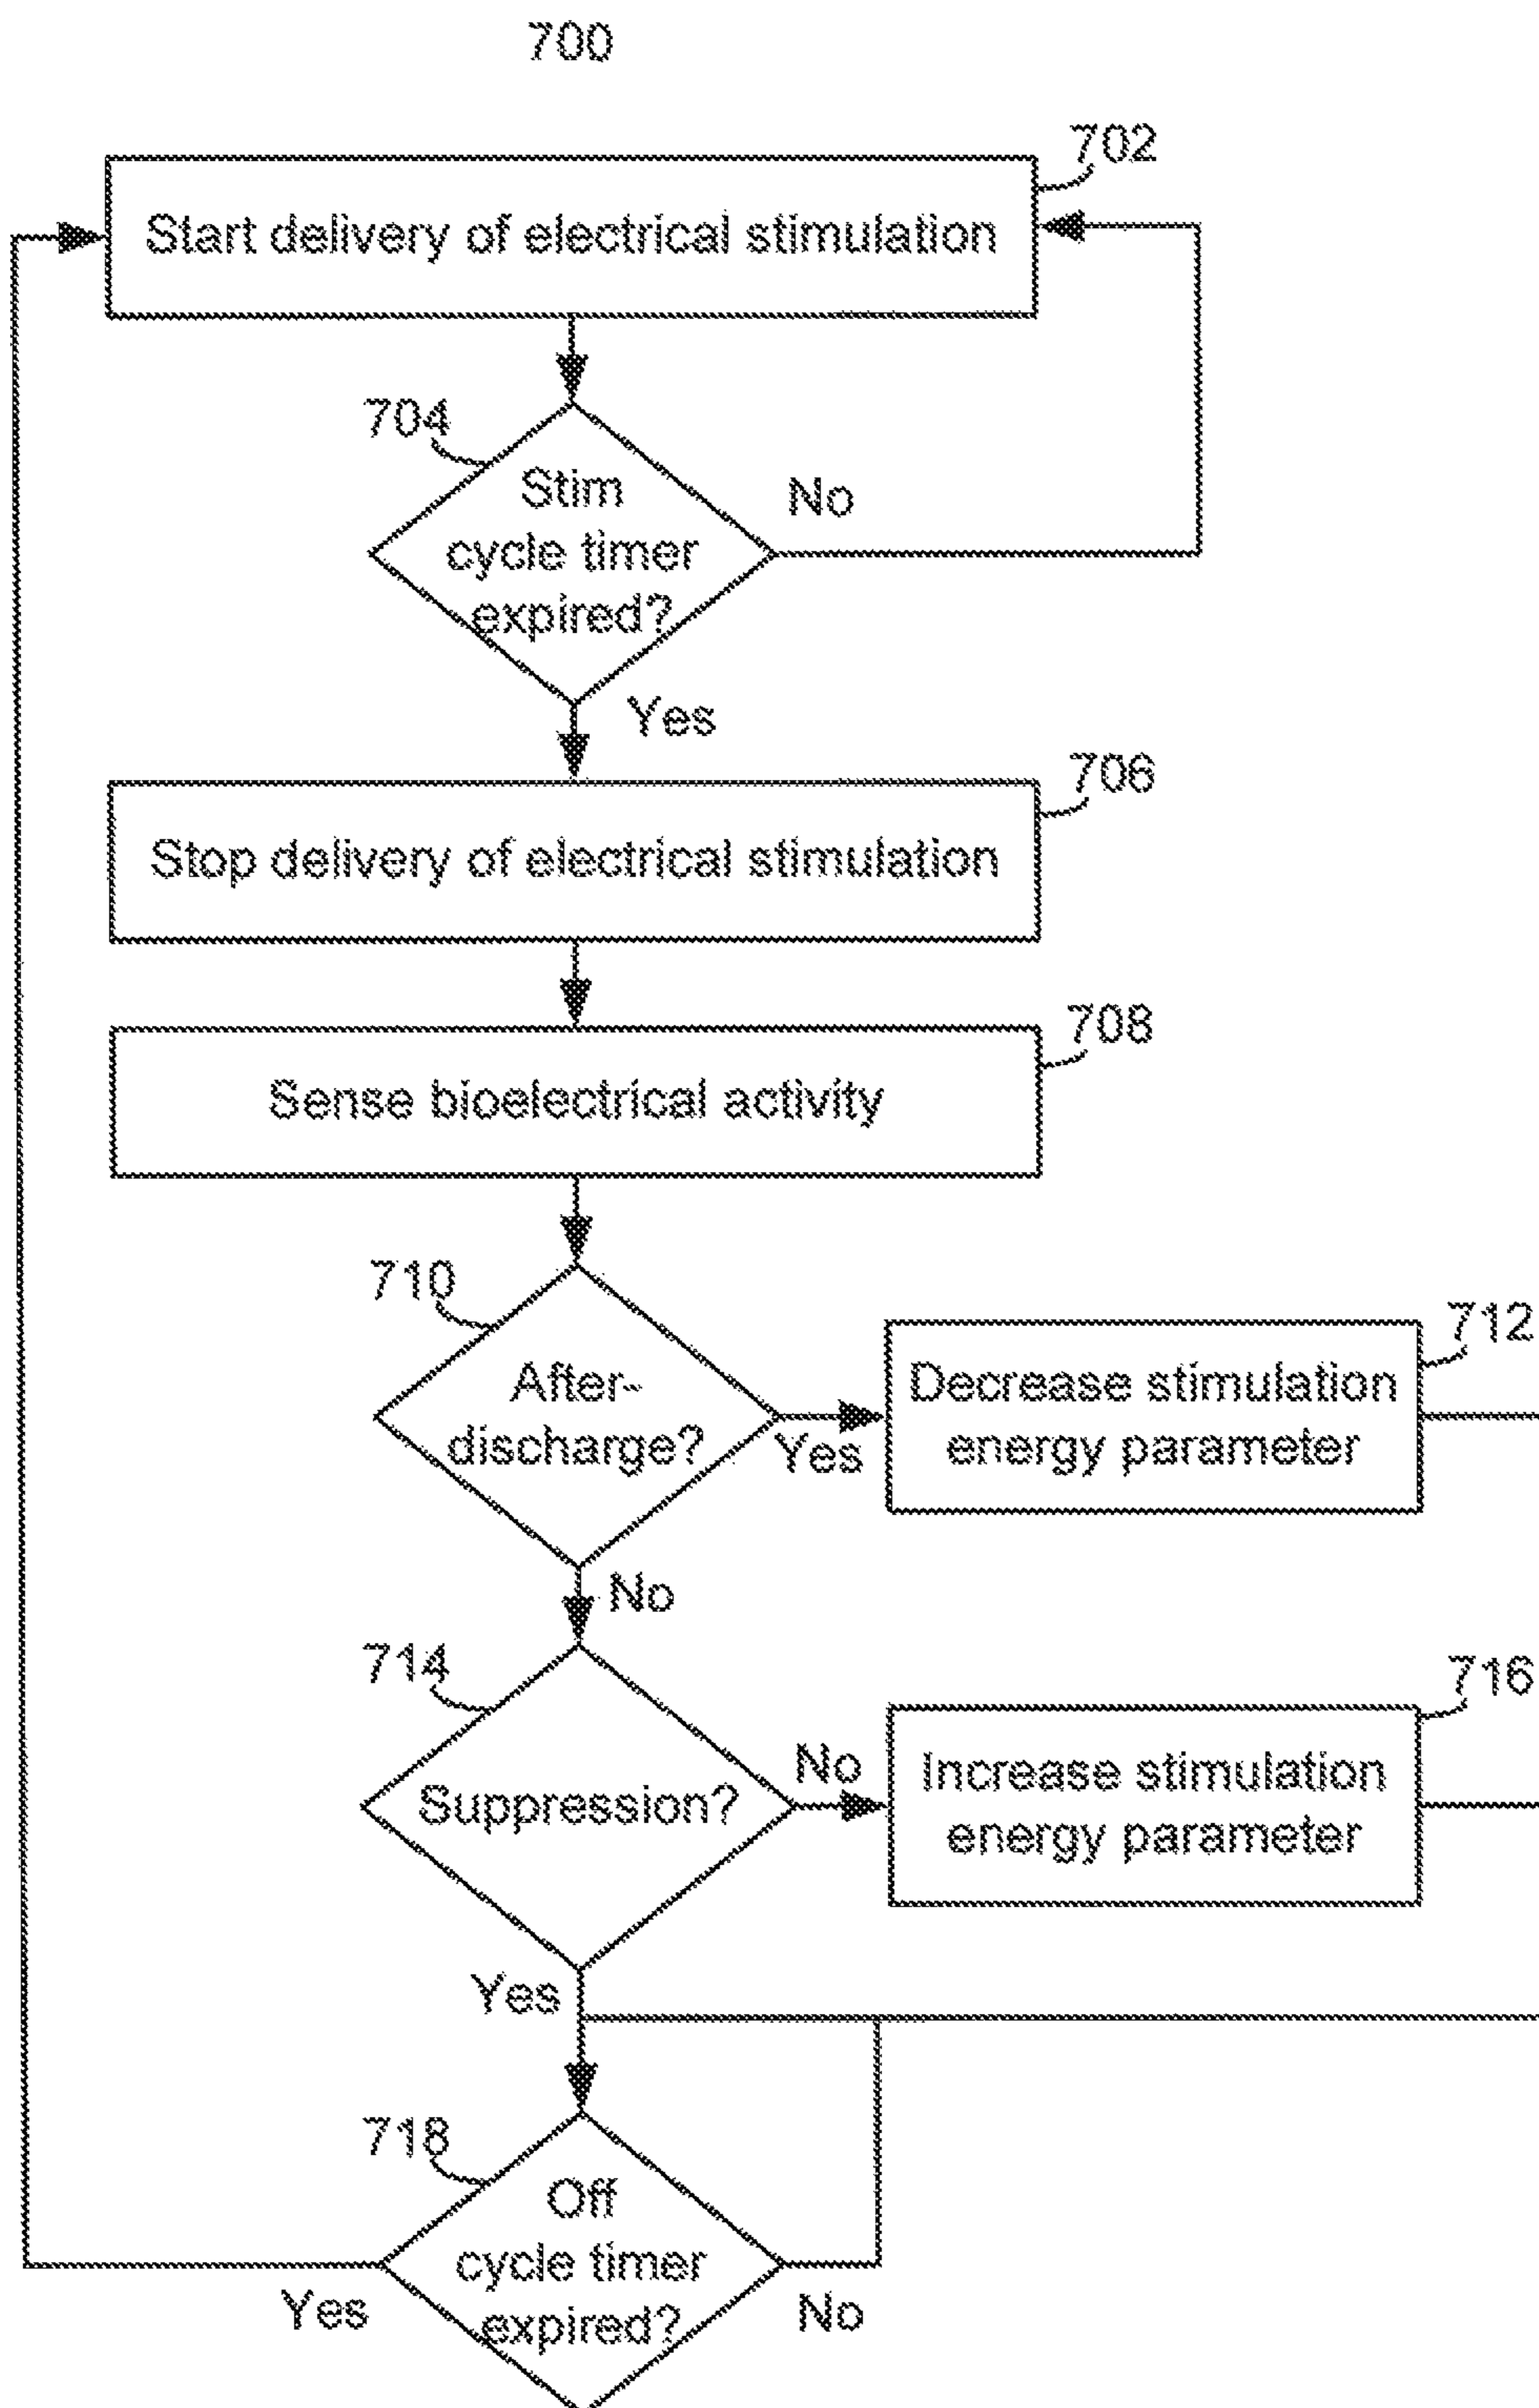 700
702
Start delivery of electrical stimulation
704
Stim
cycle timer
expired?
No
Yes
706
Stop delivery of electrical stimulation
708
Sense bioelectrical activity
710
After-
discharge?
Yes
712
Decrease stimulation
energy parameter
No
714
Suppression?
No
716
Increase stimulation
energy parameter
Yes
718
Off
cycle timer
expired?
Yes
No